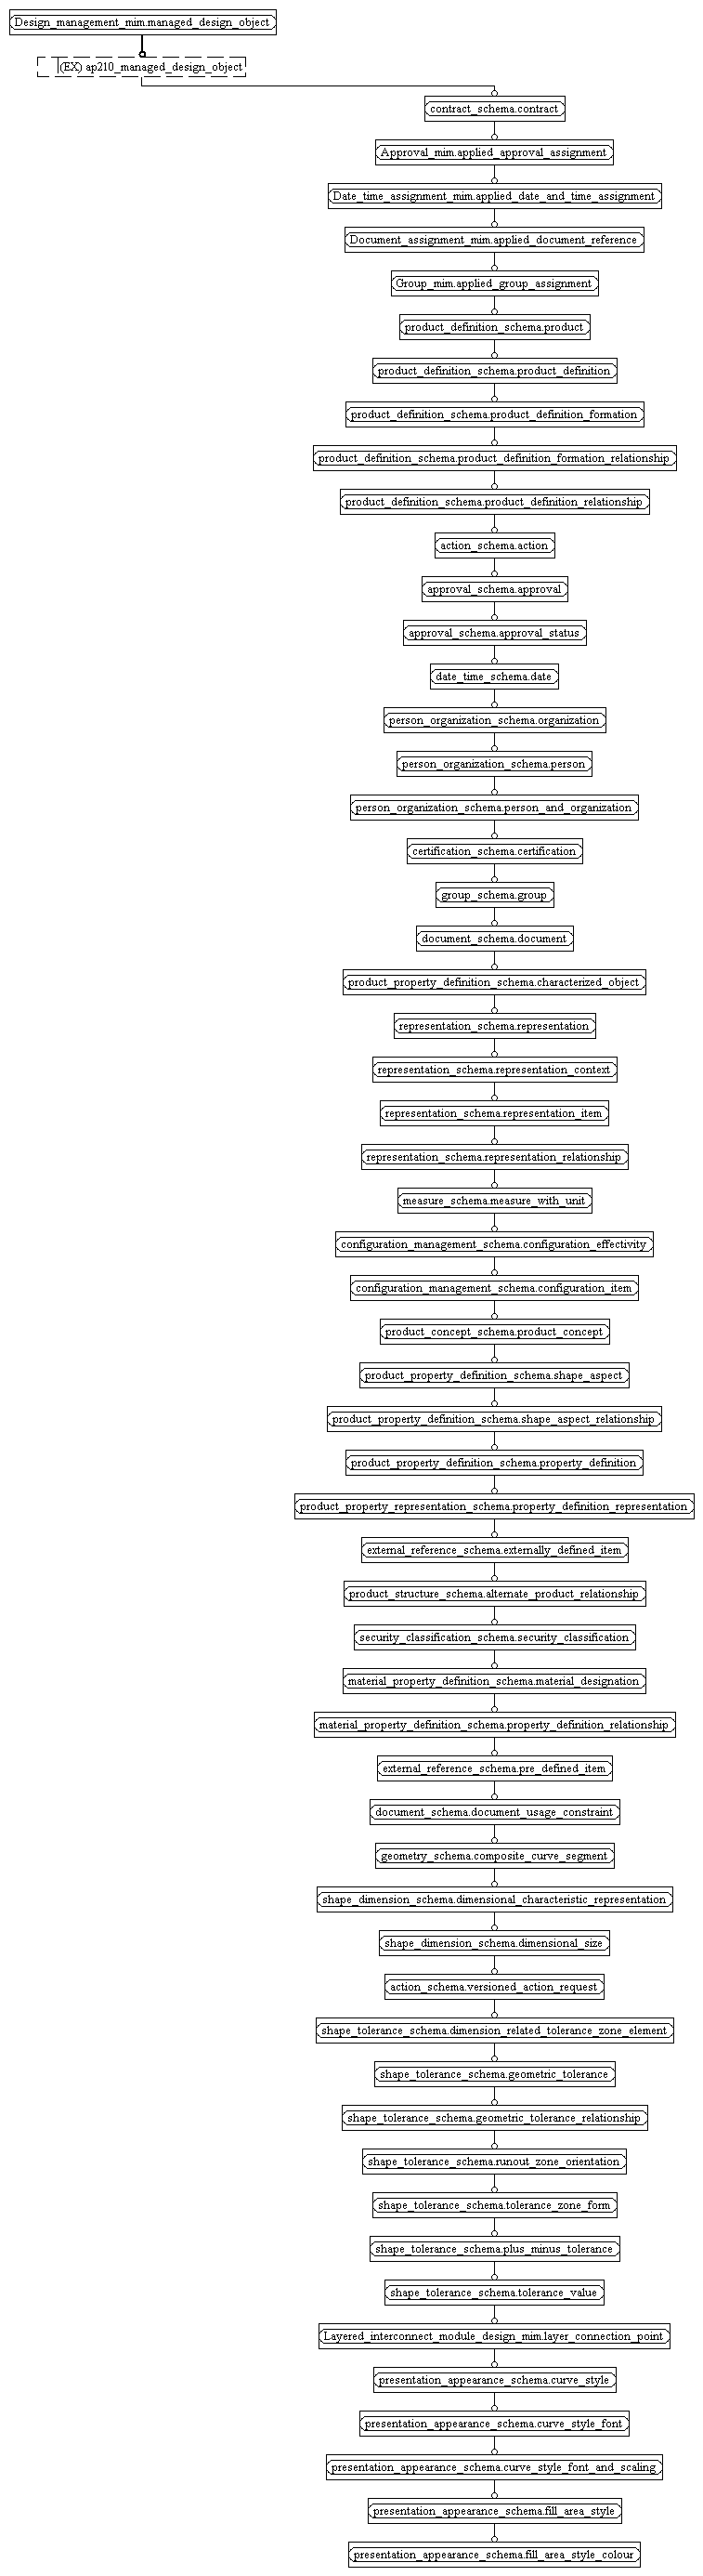 Design_management_mim.managed_design_object
(EX) ap210_managed_design_object
contract_schema.contract
Approval_mim.applied_approval_assignment
Date_time_assignment_mim.applied_date_and_time_assignment
Document_assignment_mim.applied_document_reference
Group_mim.applied_group_assignment
product_definition_schema.product
product_definition_schema.product_definition
product_definition_schema.product_definition_formation
product_definition_schema.product_definition_formation_relationship
product_definition_schema.product_definition_relationship
action_schema.action
approval_schema.approval
approval_schema.approval_status
date_time_schema.date
person_organization_schema.organization
person_organization_schema.person
person_organization_schema.person_and_organization
certification_schema.certification
group_schema.group
document_schema.document
product_property_definition_schema.characterized_object
representation_schema.representation
representation_schema.representation_context
representation_schema.representation_item
representation_schema.representation_relationship
measure_schema.measure_with_unit
configuration_management_schema.configuration_effectivity
configuration_management_schema.configuration_item
product_concept_schema.product_concept
product_property_definition_schema.shape_aspect
product_property_definition_schema.shape_aspect_relationship
product_property_definition_schema.property_definition
product_property_representation_schema.property_definition_representation
external_reference_schema.externally_defined_item
product_structure_schema.alternate_product_relationship
security_classification_schema.security_classification
material_property_definition_schema.material_designation
material_property_definition_schema.property_definition_relationship
external_reference_schema.pre_defined_item
document_schema.document_usage_constraint
geometry_schema.composite_curve_segment
shape_dimension_schema.dimensional_characteristic_representation
shape_dimension_schema.dimensional_size
action_schema.versioned_action_request
shape_tolerance_schema.dimension_related_tolerance_zone_element
shape_tolerance_schema.geometric_tolerance
shape_tolerance_schema.geometric_tolerance_relationship
shape_tolerance_schema.runout_zone_orientation
shape_tolerance_schema.tolerance_zone_form
shape_tolerance_schema.plus_minus_tolerance
shape_tolerance_schema.tolerance_value
Layered_interconnect_module_design_mim.layer_connection_point
presentation_appearance_schema.curve_style
presentation_appearance_schema.curve_style_font
presentation_appearance_schema.curve_style_font_and_scaling
presentation_appearance_schema.fill_area_style
presentation_appearance_schema.fill_area_style_colour